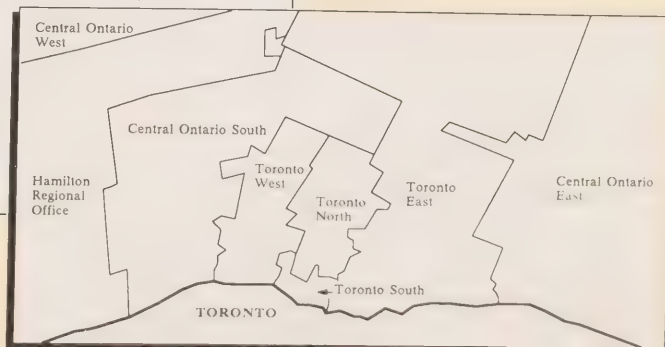 Central Ontario
West
Central Ontario South
Hamilton
Regional
Office
Toronto
West
Toronto
North
Toronto
East
Central Ontario
East
Toronto South
TORONTO